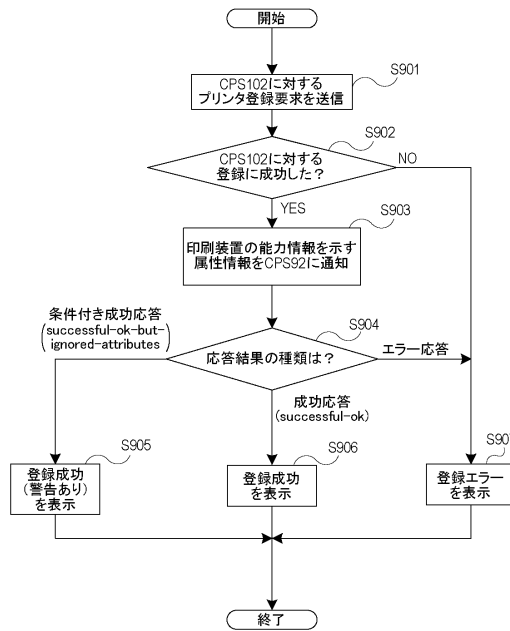 開始
S901
CPS102に対する
プリンタ登録要求を送信
S902
CPS102に対する
登録に成功した?
NO
YES
S903
印刷装置の能力情報を示す
属性情報をCPS92に通知
条件付き成功応答
(successful-ok-but-
ignored-attributes)
S904
応答結果の種類は?
エラー応答
成功応答
(successful-ok)
S905
登録成功
(警告あり)
を表示
S906
登録成功
を表示
登録エラー
を表示
終了